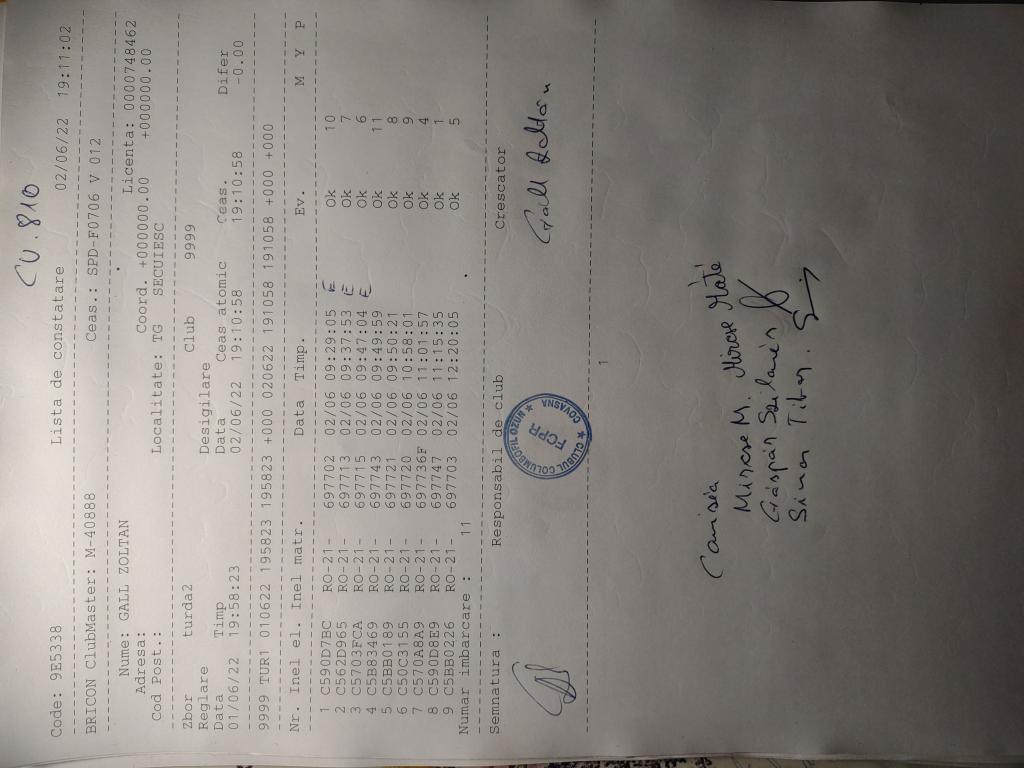 CU. 810
Code: 9E5338 Lista de constatare 02/06/22 19:11:02
BRICON ClubMaster: M-40888 Ceas.: SPD-F0706 V 012
Nume: GALL ZOLTAN Licenta: 0000748462
Adresa: Coord. +000000.00 +000000.00
Cod Post.: Localitate: TG SECUIESC
Zbor turda2 Club 9999
Reglare Desigilare
Data Timp Data Ceas atomic Ceas. Difer
01/06/22 19:58:23 02/06/22 19:10:58 19:10:58 -0.00
9999 TUR1 010622 195823 195823 +000 020622 191058 191058 +000 +000
Nr. Inel el. Inel matr. Data Timp. Ev. M Y P
1 C590D7BC RO-21- 697702 02/06 09:29:05 E Ok 10
2 C562D965 RO-21- 697713 02/06 09:37:53 E Ok 7
3 C5703FCA RO-21- 697715 02/06 09:47:04 E Ok 6
4 C5B83469 RO-21- 697743 02/06 09:49:59 Ok 11
5 C5BB0189 RO-21- 697721 02/06 09:50:21 Ok 8
6 C50C3155 RO-21 697720 02/06 10:58:01 Ok 9
7 C570A8A9 RO-21- 697736F 02/06 11:01:57 Ok 4
8 C590D8E9 RO-21- 697747 02/06 11:15:35 Ok 1
9 C5BB0226 RO-21- 697703 02/06 12:20:05 Ok 5
Numar imbarcare : 11
Semnatura : Responsabil de club Crescator
★ CLUBUL COLUMBOFIL OZUN ★ COVASNA
FCPR
Gall Zoltán
1
Comisia
Mircse M. Mircse Máté
Gáspár Szilamér
Simon Tibor.